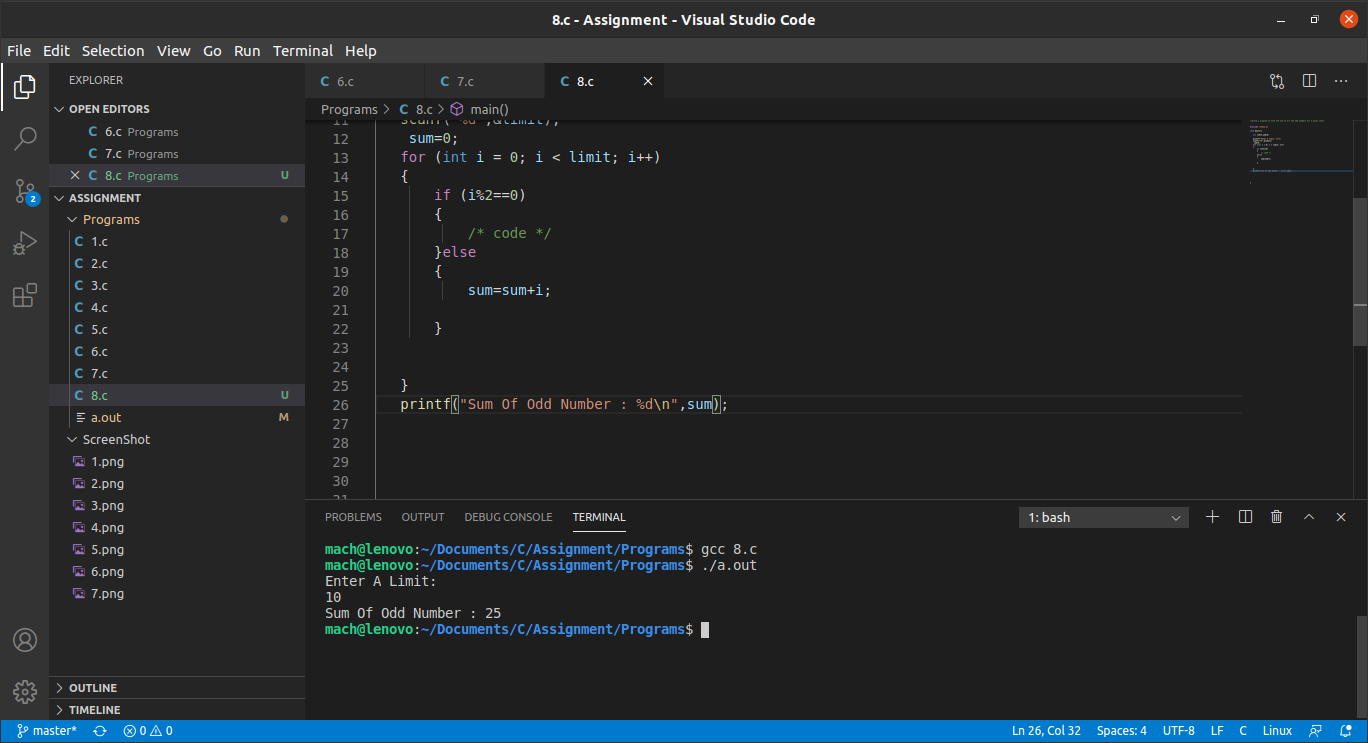 8.c - Assignment - Visual Studio Code
File Edit Selection View Go Run Terminal Help
EXPLORER
OPEN EDITORS
C 6.c Programs
C 7.c Programs
C 8.c Programs U
2
ASSIGNMENT
Programs
C 1.c
C 2.c
C 3.c
C 4.c
C 5.c
C 6.c
C 7.c
C 8.c U
a.out M
ScreenShot
1.png
2.png
3.png
4.png
5.png
6.png
7.png
OUTLINE
TIMELINE
C 6.c C 7.c C 8.c
Programs > C 8.c > main()
11 scanf("%d",&limit);
12 sum=0;
13 for (int i = 0; i < limit; i++)
14 {
15 if (i%2==0)
16 {
17 /* code */
18 }else
19 {
20 sum=sum+i;
21
22 }
23
24
25 }
26 printf("Sum Of Odd Number : %d\n",sum);
27
28
29
30
31
PROBLEMS OUTPUT DEBUG CONSOLE TERMINAL 1: bash
mach@lenovo:~/Documents/C/Assignment/Programs$ gcc 8.c
mach@lenovo:~/Documents/C/Assignment/Programs$ ./a.out
Enter A Limit:
10
Sum Of Odd Number : 25
mach@lenovo:~/Documents/C/Assignment/Programs$
master* 0 0 Ln 26, Col 32 Spaces: 4 UTF-8 LF C Linux